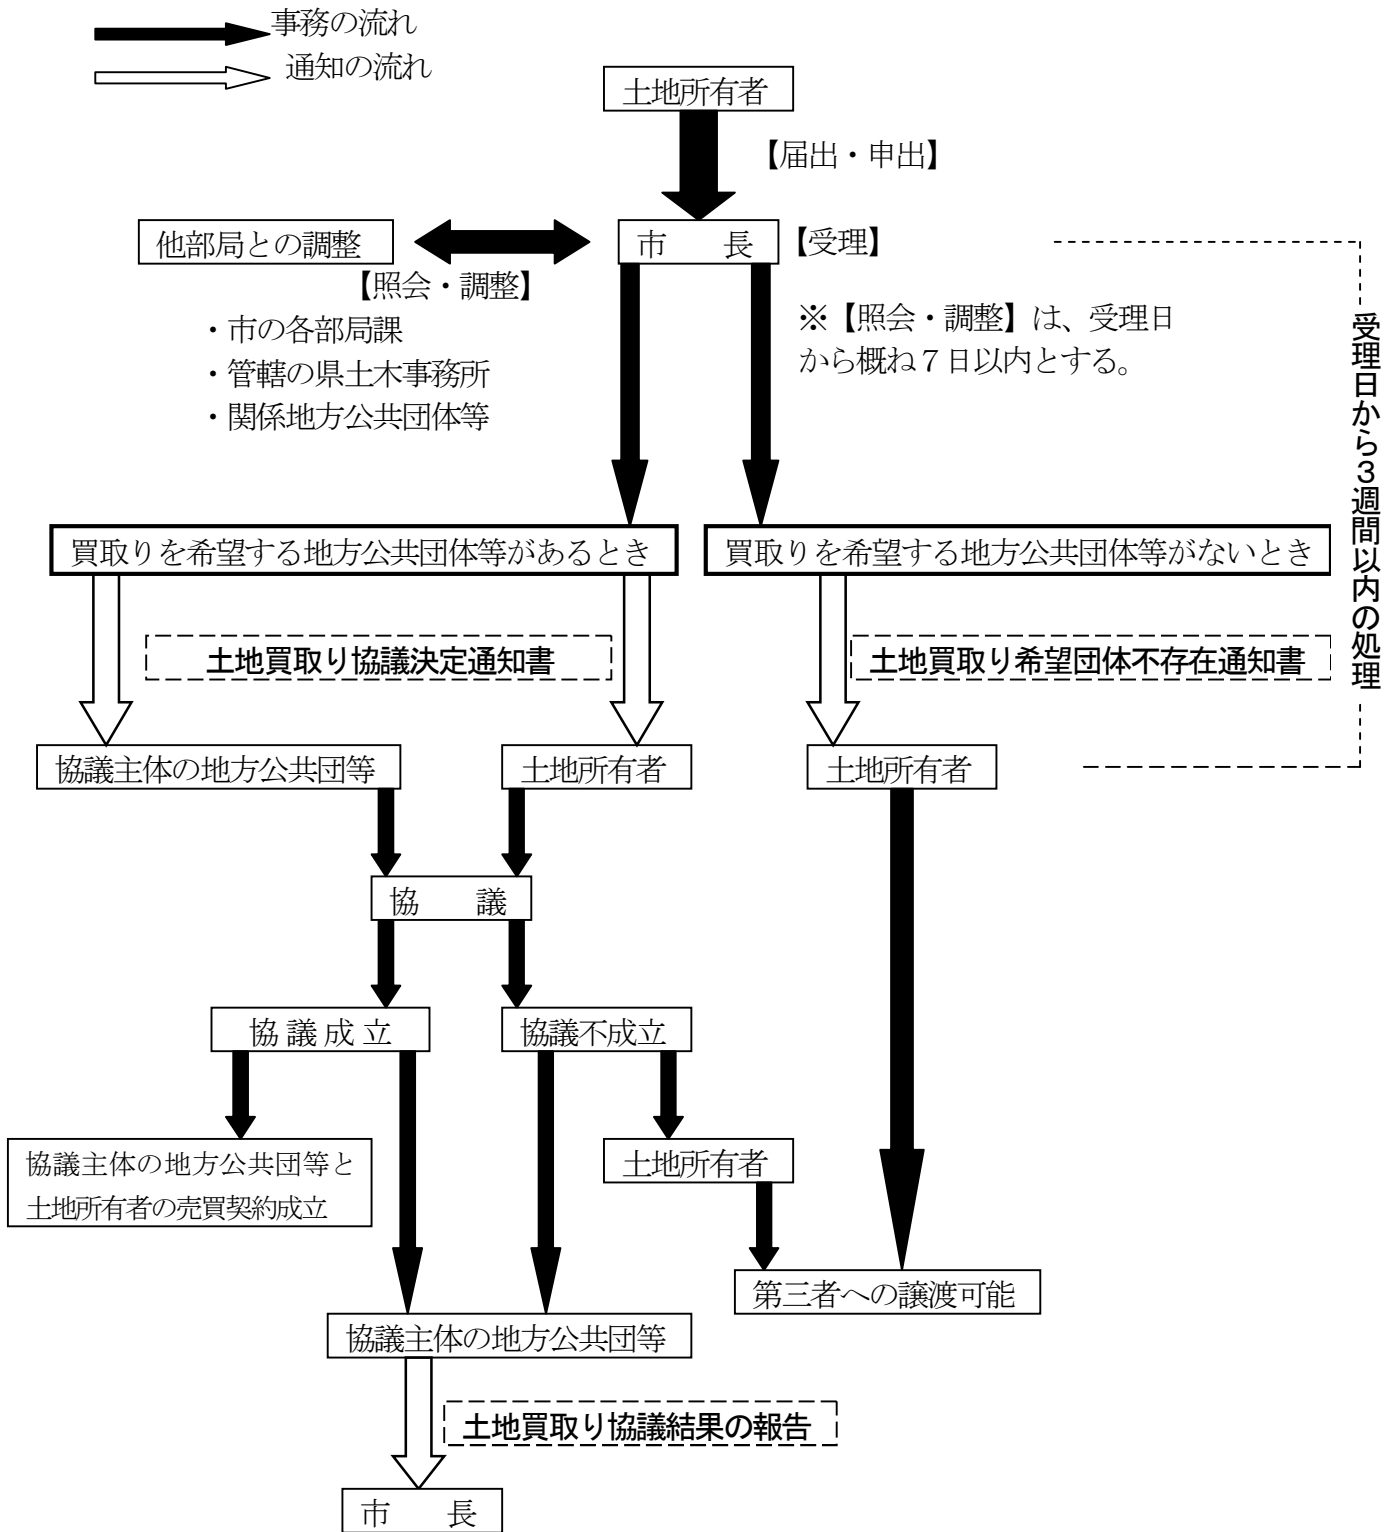 事務の流れ
通知の流れ
土地所有者
【届出・申出】
他部局との調整
市　　長
【受理】
【照会・調整】
・市の各部局課
・管轄の県土木事務所
・関係地方公共団体等
※【照会・調整】は、受理日
から概ね７日以内とする。
受理日から３週間以内の処理
買取りを希望する地方公共団体等があるとき
買取りを希望する地方公共団体等がないとき
土地買取り協議決定通知書
土地買取り希望団体不存在通知書
協議主体の地方公共団等
土地所有者
土地所有者
協　　議
協 議 成 立
協議不成立
協議主体の地方公共団等と
土地所有者の売買契約成立
土地所有者
第三者への譲渡可能
協議主体の地方公共団等
土地買取り協議結果の報告
市　　長